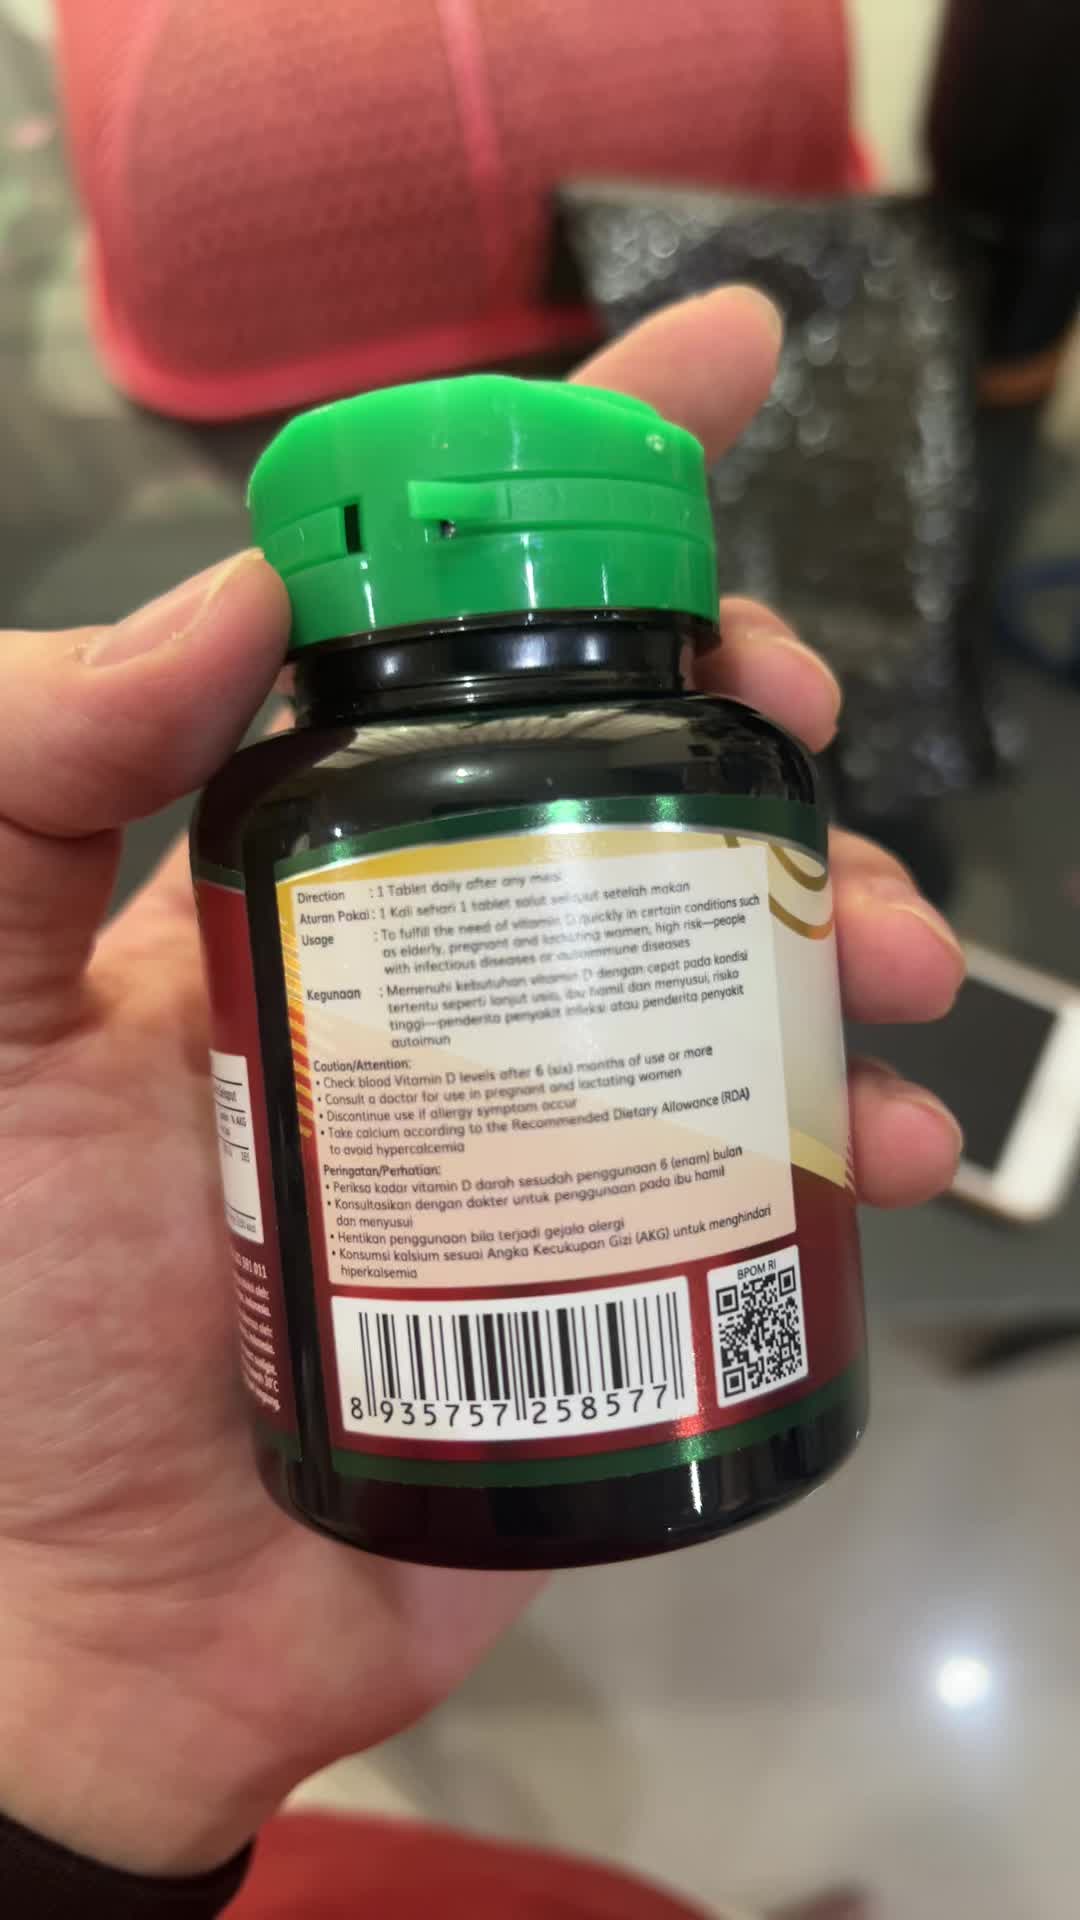 Direction : 1 Tablet daily after any meal
Aturan Pakai : 1 Kali sehari 1 tablet salut selaput setelah makan
Usage : To fulfill the need of vitamin D quickly in certain conditions such
as elderly, pregnant and lactating women, high risk—people
with infectious diseases or autoimmune diseases
Kegunaan : Memenuhi kebutuhan vitamin D dengan cepat pada kondisi
tertentu seperti lanjut usia, ibu hamil dan menyusui, risiko
tinggi—penderita penyakit infeksi atau penderita penyakit
autoimun
Caution/Attention:
• Check blood Vitamin D levels after 6 (six) months of use or more
• Consult a doctor for use in pregnant and lactating women
• Discontinue use if allergy symptom occur
• Take calcium according to the Recommended Dietary Allowance (RDA)
to avoid hypercalcemia
Peringatan/Perhatian:
• Periksa kadar vitamin D darah sesudah penggunaan 6 (enam) bulan
• Konsultasikan dengan dokter untuk penggunaan pada ibu hamil
dan menyusui
• Hentikan penggunaan bila terjadi gejala alergi
• Konsumsi kalsium sesuai Angka Kecukupan Gizi (AKG) untuk menghindari
hiperkalsemia
BPOM RI
8 935757 258577